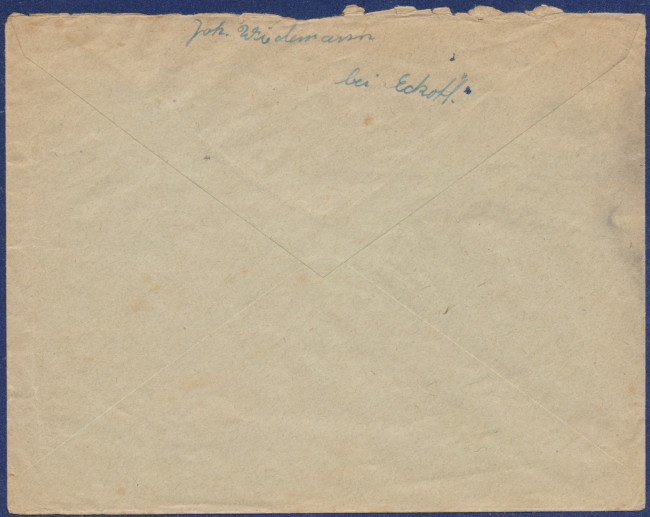 Joh. Wiedemann
bei Eckoff.